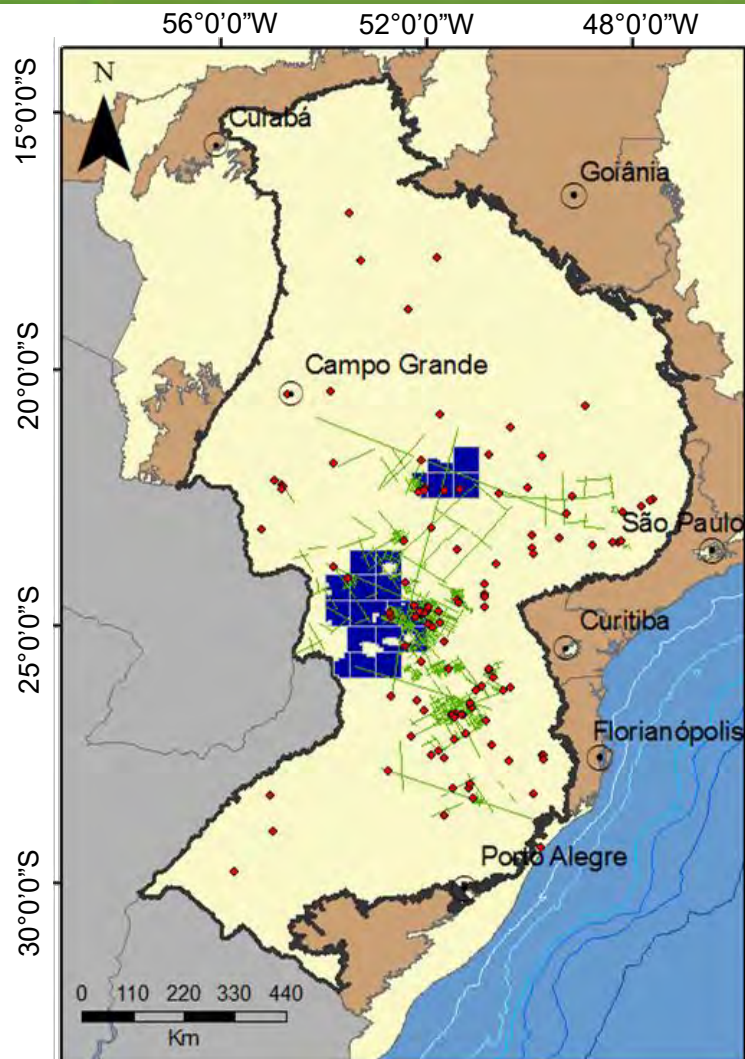 56°0'0"W 52°0'0"W 48°0'0"W
15°0'0"S
20°0'0"S
25°0'0"S
30°0'0"S
N
Cuiabá
Goiânia
Campo Grande
São Paulo
Curitiba
Florianópolis
Porto Alegre
0 110 220 330 440
Km